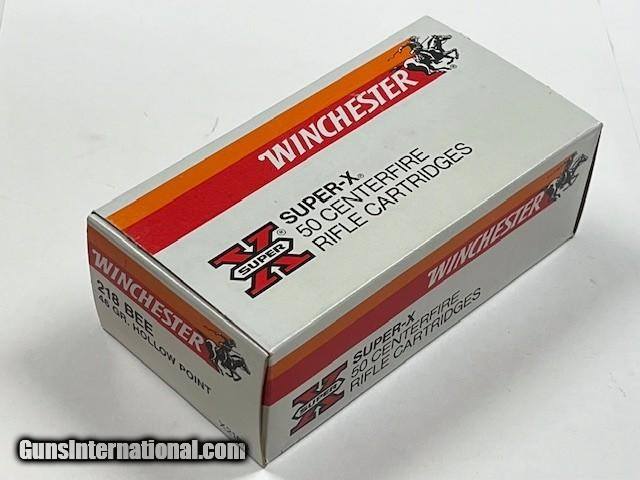 WINCHESTER
®
SUPER-X®
50 CENTERFIRE
RIFLE CARTRIDGES
X
SUPER
®
WINCHESTER
218 BEE
46 GR. HOLLOW POINT
WINCHESTER
SUPER-X
50 CENTERFIRE
RIFLE CARTRIDGES
X
SUPER
GunsInternational.com